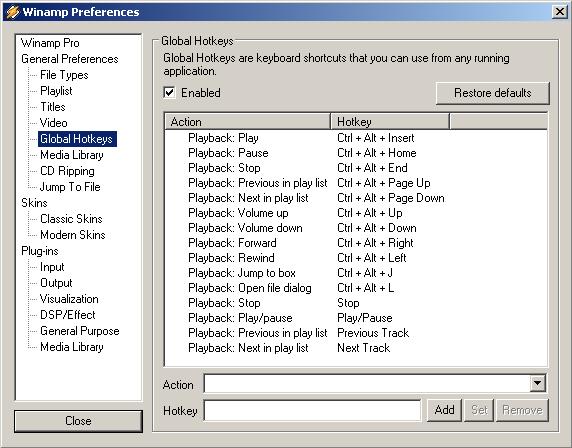 Winamp Preferences
Winamp Pro
General Preferences
File Types
Playlist
Titles
Video
Global Hotkeys
Media Library
CD Ripping
Jump To File
Skins
Classic Skins
Modern Skins
Plug-ins
Input
Output
Visualization
DSP/Effect
General Purpose
Media Library
Close
Global Hotkeys
Global Hotkeys are keyboard shortcuts that you can use from any running
application.
Enabled
Restore defaults
Action Hotkey
Playback: Play Ctrl + Alt + Insert
Playback: Pause Ctrl + Alt + Home
Playback: Stop Ctrl + Alt + End
Playback: Previous in play list Ctrl + Alt + Page Up
Playback: Next in play list Ctrl + Alt + Page Down
Playback: Volume up Ctrl + Alt + Up
Playback: Volume down Ctrl + Alt + Down
Playback: Forward Ctrl + Alt + Right
Playback: Rewind Ctrl + Alt + Left
Playback: Jump to box Ctrl + Alt + J
Playback: Open file dialog Ctrl + Alt + L
Playback: Stop Stop
Playback: Play/pause Play/Pause
Playback: Previous in play list Previous Track
Playback: Next in play list Next Track
Action
Hotkey Add Set Remove